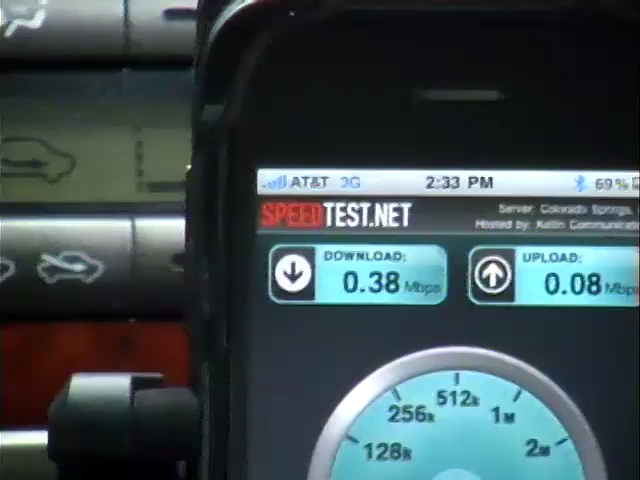 AT&T 3G 2:33 PM 69%
SPEEDTEST.NET
Server: Colorado Springs,
Hosted by:
DOWNLOAD:
0.38 Mbps
UPLOAD:
0.08 Mbps
128k
256k
512k
1M
2M